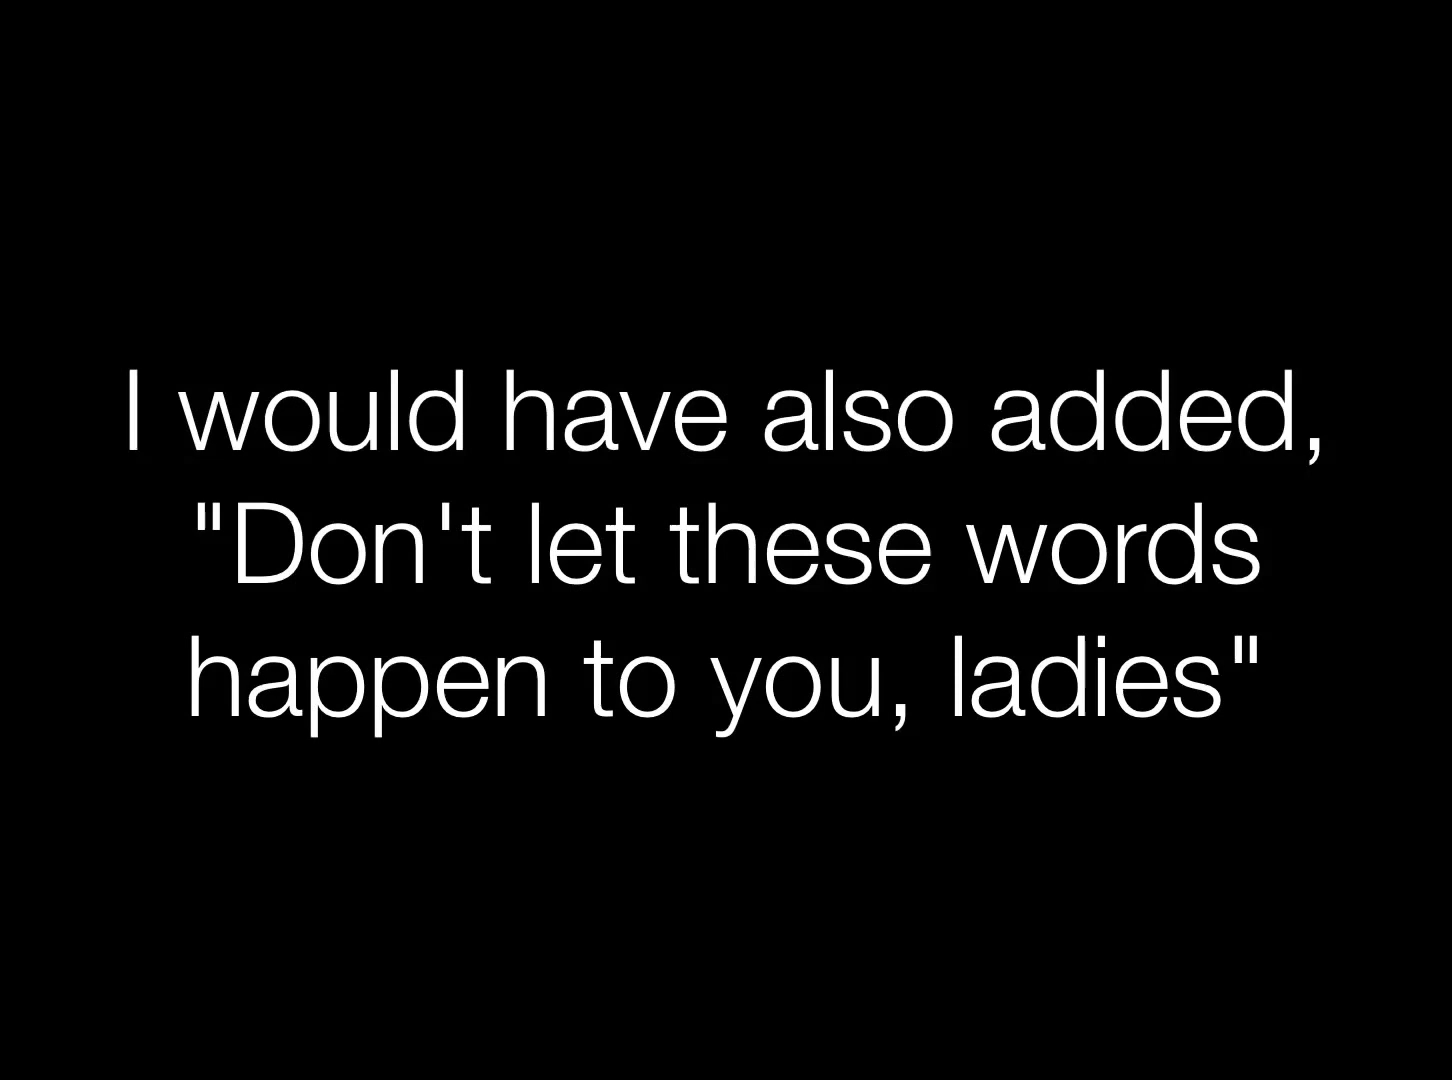 I would have also added,
"Don't let these words
happen to you, ladies"